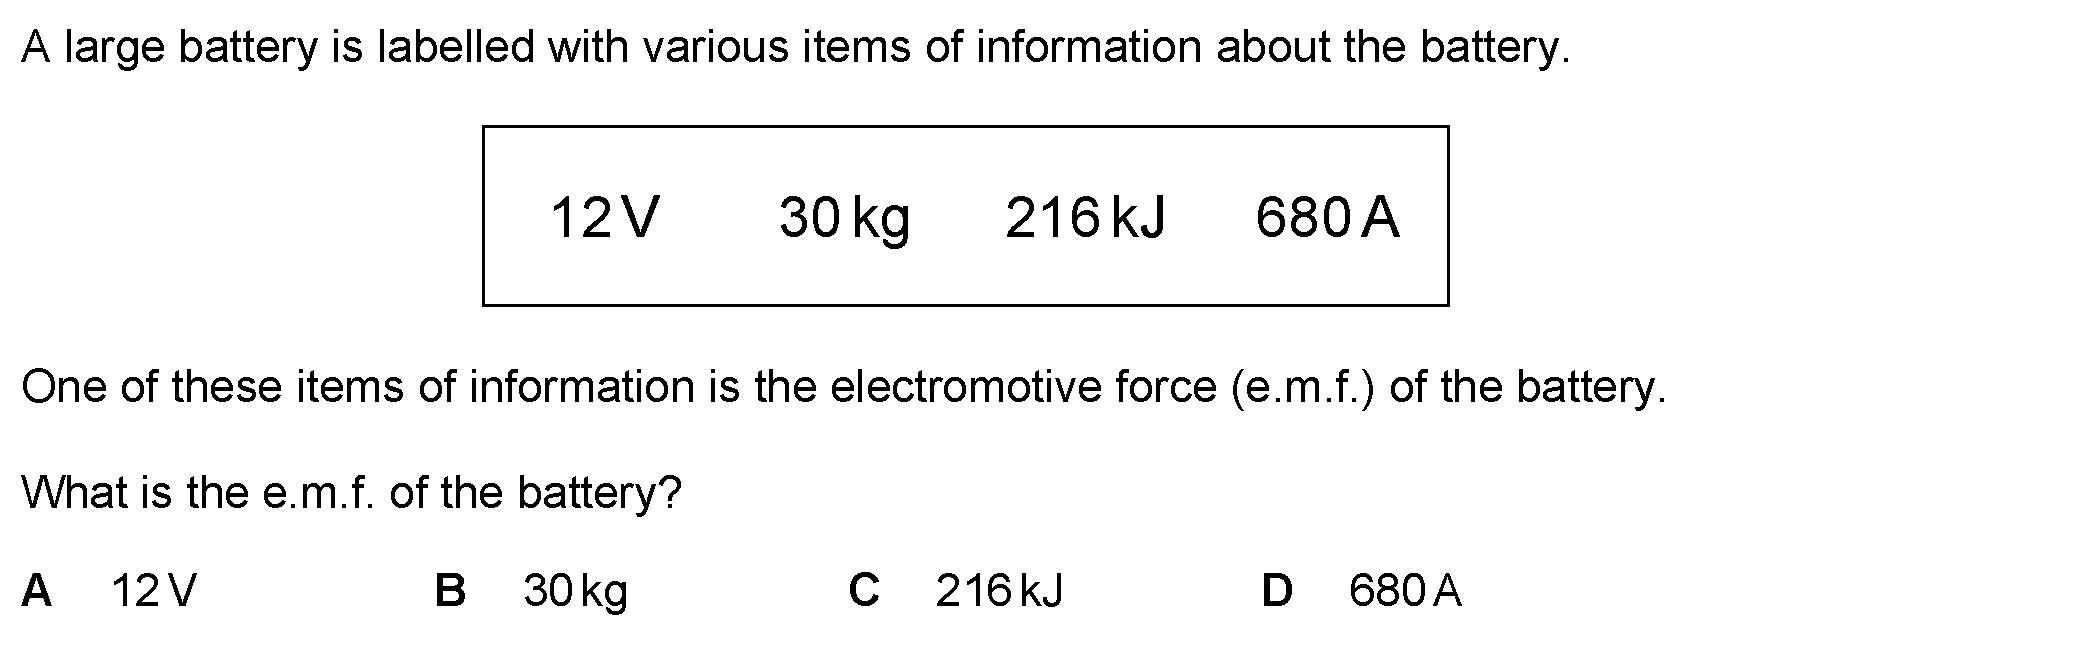 A large battery is labelled with various items of information about the battery.
12 V 30 kg 216 kJ 680 A
One of these items of information is the electromotive force (e.m.f.) of the battery.
What is the e.m.f. of the battery?
A 12 V B 30 kg C 216 kJ D 680 A